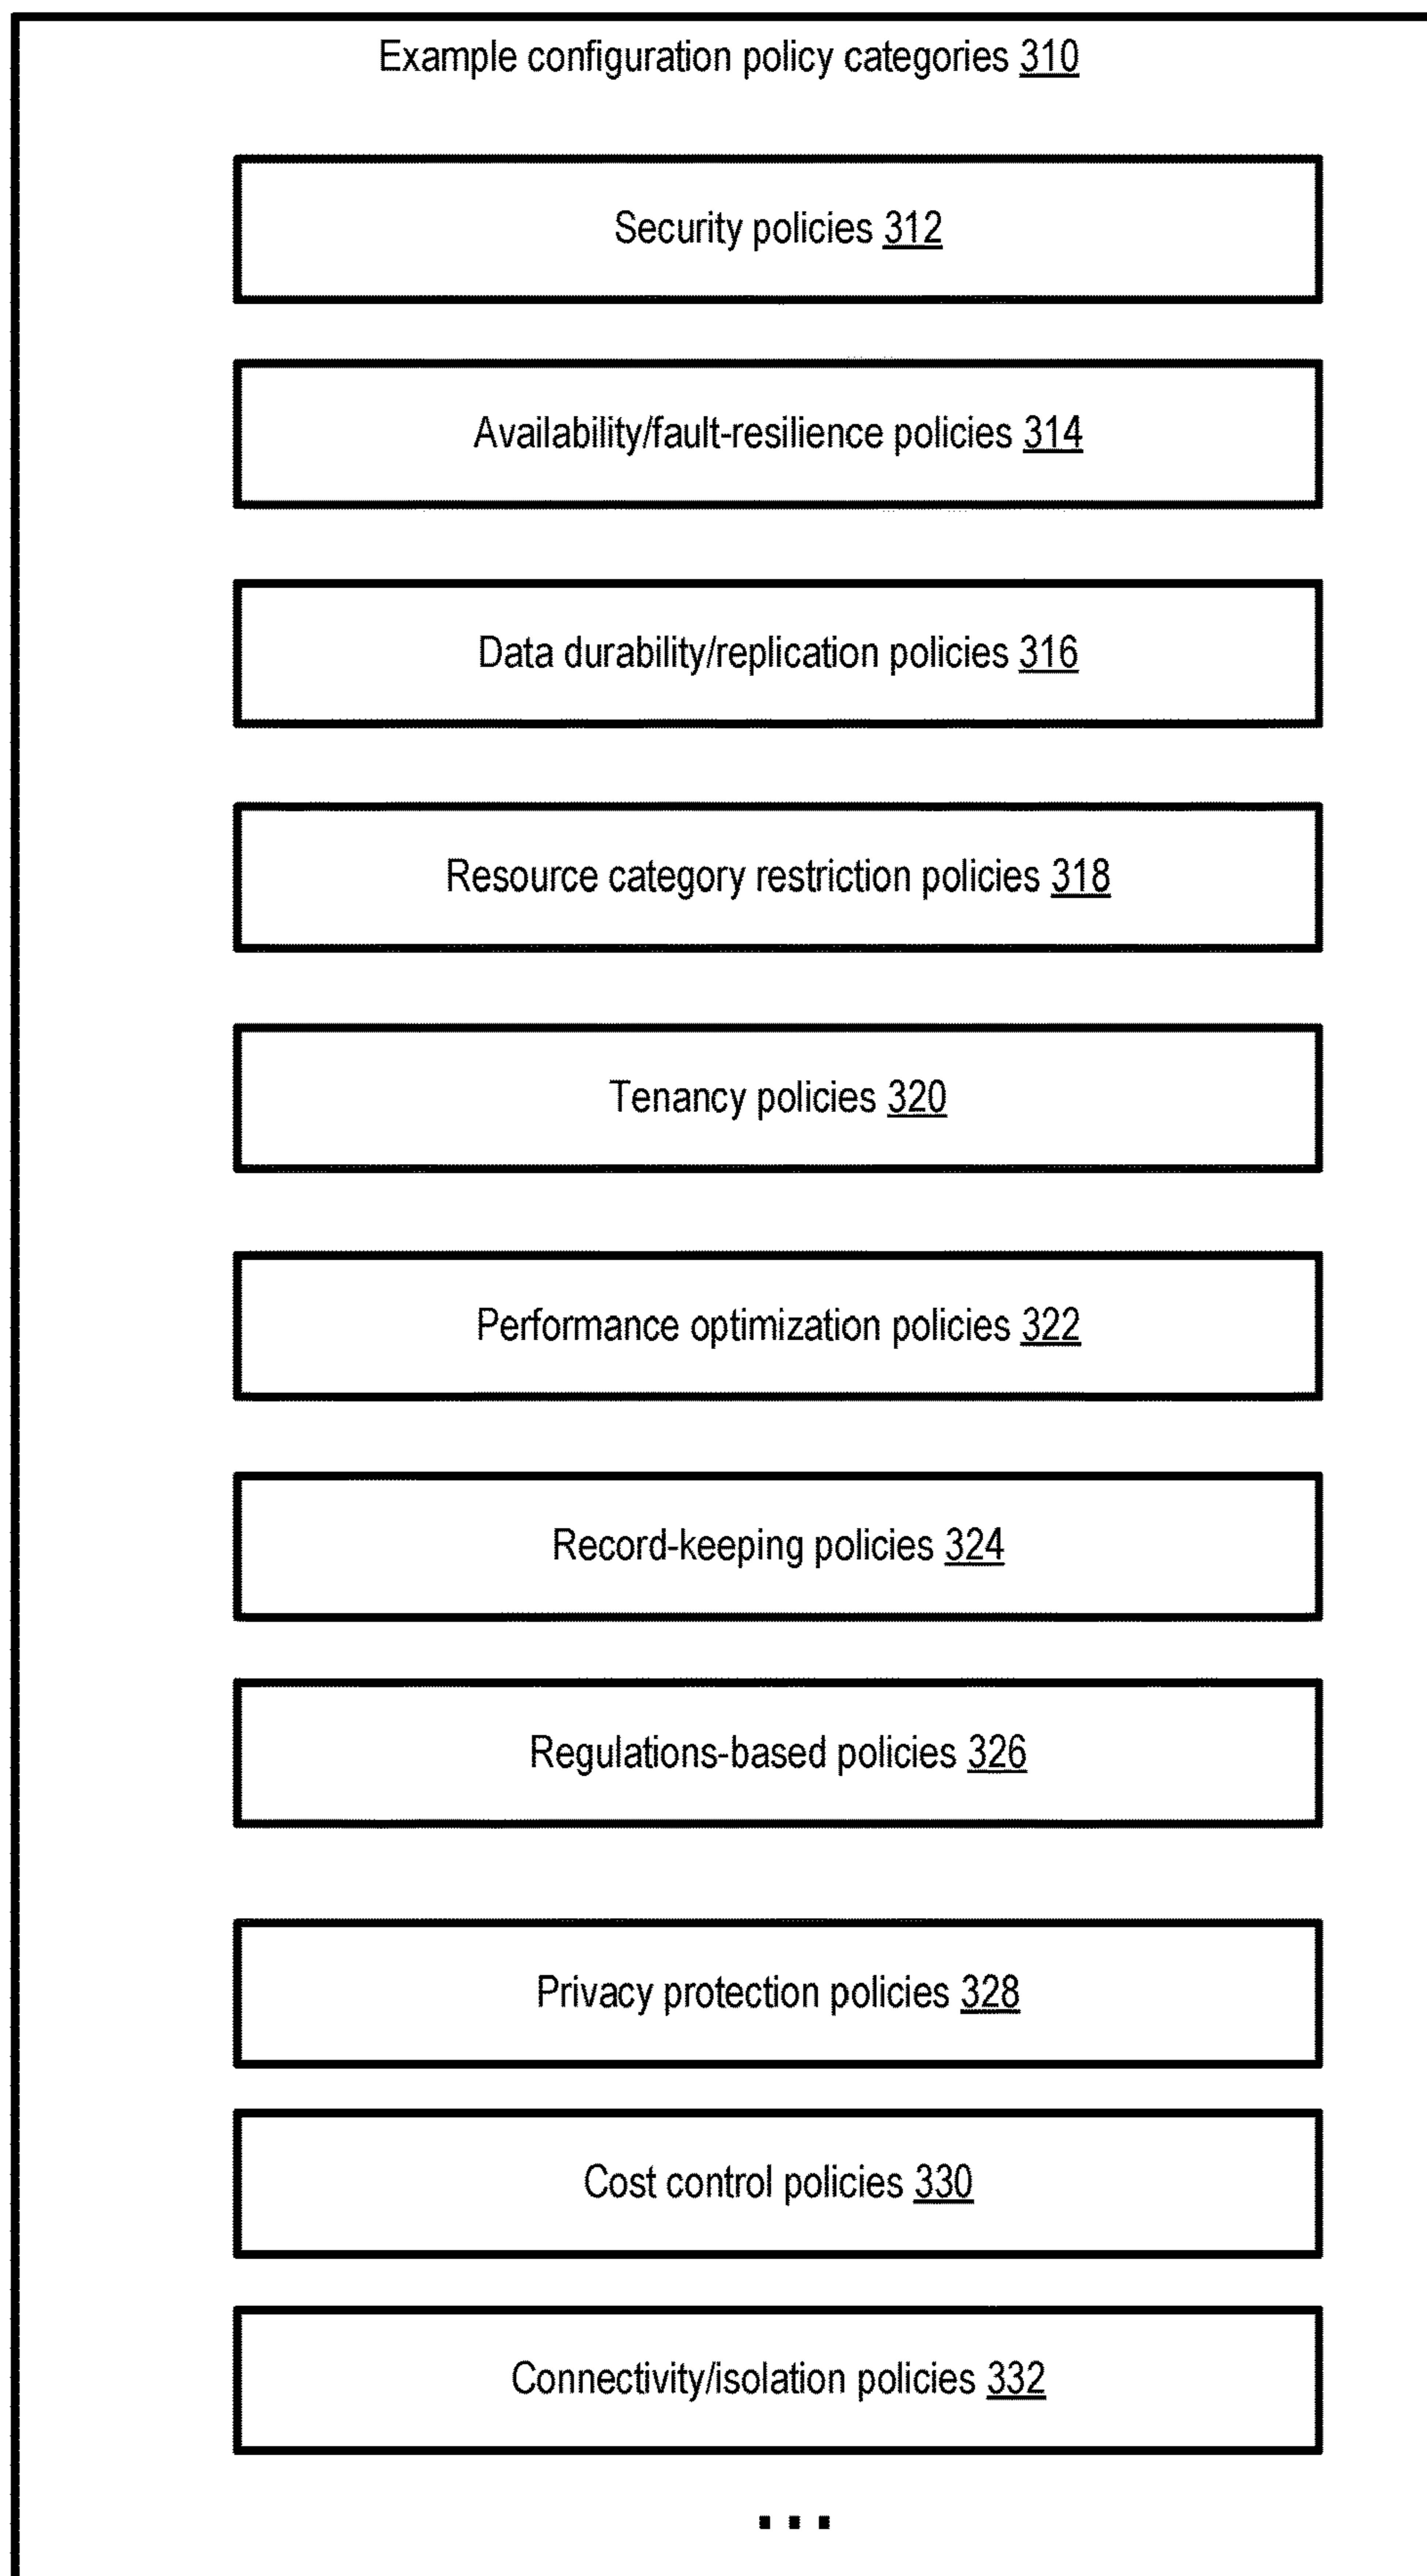 Example configuration policy categories 310
Security policies 312
Availability/fault-resilience policies 314
Data durability/replication policies 316
Resource category restriction policies 318
Tenancy policies 320
Performance optimization policies 322
Record-keeping policies 324
Regulations-based policies 326
Privacy protection policies 328
Cost control policies 330
Connectivity/isolation policies 332
...